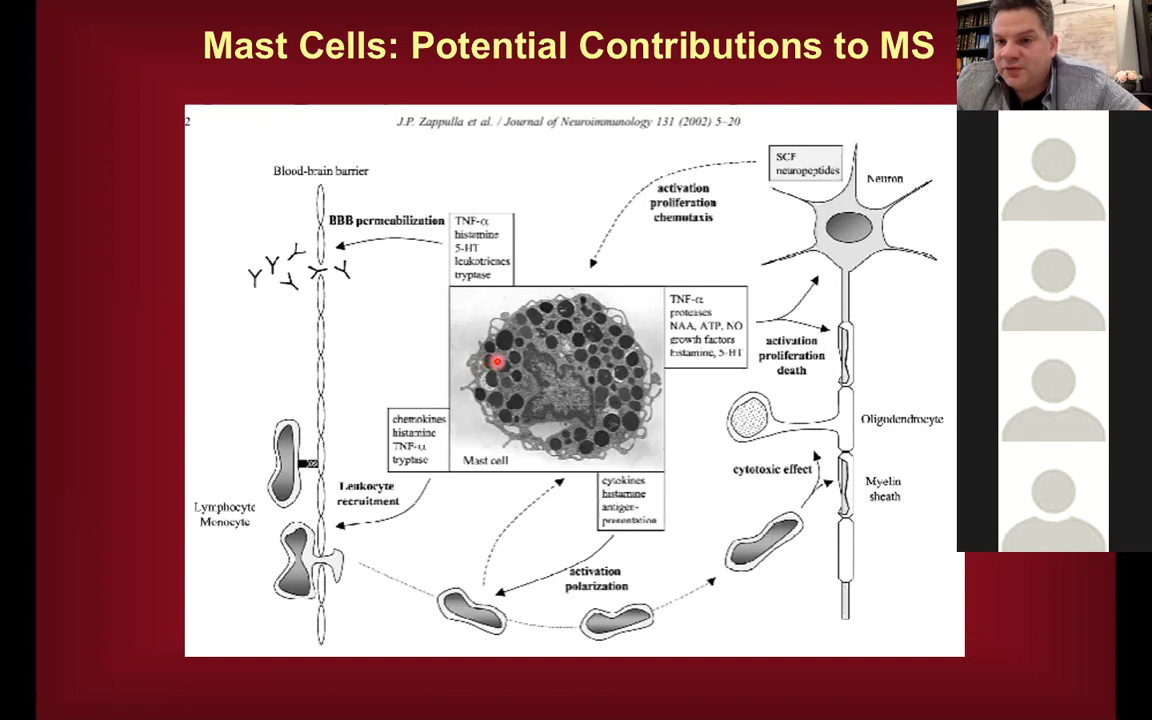 Mast Cells: Potential Contributions to MS
2
J.P. Zappulla et al. / Journal of Neuroimmunology 131 (2002) 5–20
Blood-brain barrier
BBB permeabilization
TNF-α
histamine
5-HT
leukotrienes
tryptase
activation
proliferation
chemotaxis
SCF
neuropeptides
Neuron
TNF-α
proteases
NAA, ATP, NO
growth factors
histamine, 5-HT
activation
proliferation
death
chemokines
histamine
TNF-α
tryptase
Mast cell
Oligodendrocyte
cytotoxic effect
Myelin
sheath
cytokines
histamine
antigen-
presentation
Leukocyte
recruitment
Lymphocyte
Monocyte
activation
polarization